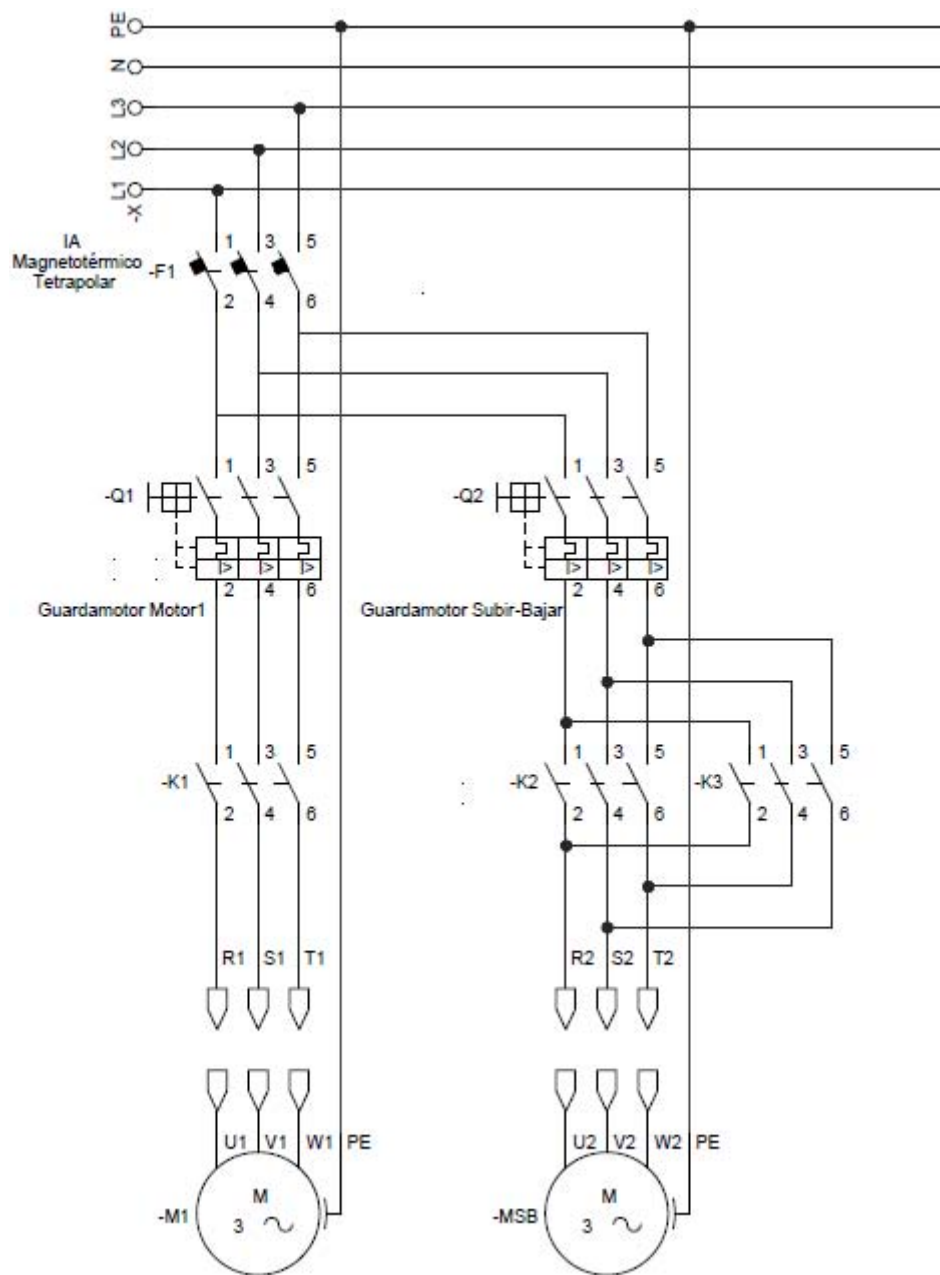 PE
N
L3
L2
L1
-X
IA
Magnetotérmico
Tetrapolar
-F1
1 3 5
2 4 6
-Q1
1 3 5
I> I> I>
2 4 6
Guardamotor Motor1
-Q2
1 3 5
I> I> I>
2 4 6
Guardamotor Subir-Bajar
-K1
1 3 5
2 4 6
-K2
1 3 5
2 4 6
-K3
1 3 5
2 4 6
R1 S1 T1
R2 S2 T2
U1 V1 W1 PE
U2 V2 W2 PE
-M1
M
3
-MSB
M
3